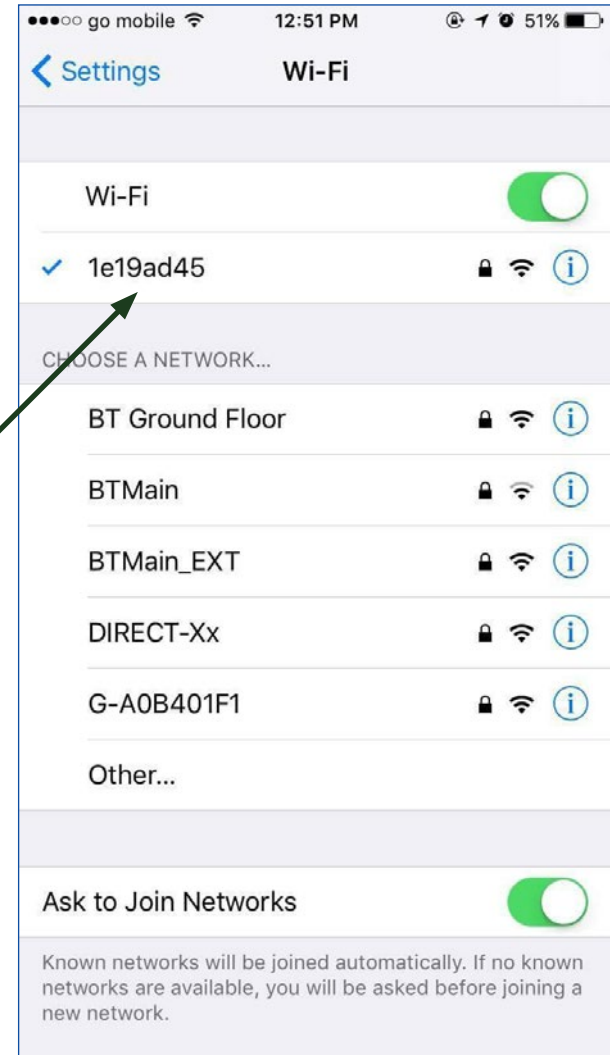 go mobile 12:51 PM 51%
Settings Wi-Fi
Wi-Fi
1e19ad45
CHOOSE A NETWORK...
BT Ground Floor
BTMain
BTMain_EXT
DIRECT-Xx
G-A0B401F1
Other...
Ask to Join Networks
Known networks will be joined automatically. If no known
networks are available, you will be asked before joining a
new network.